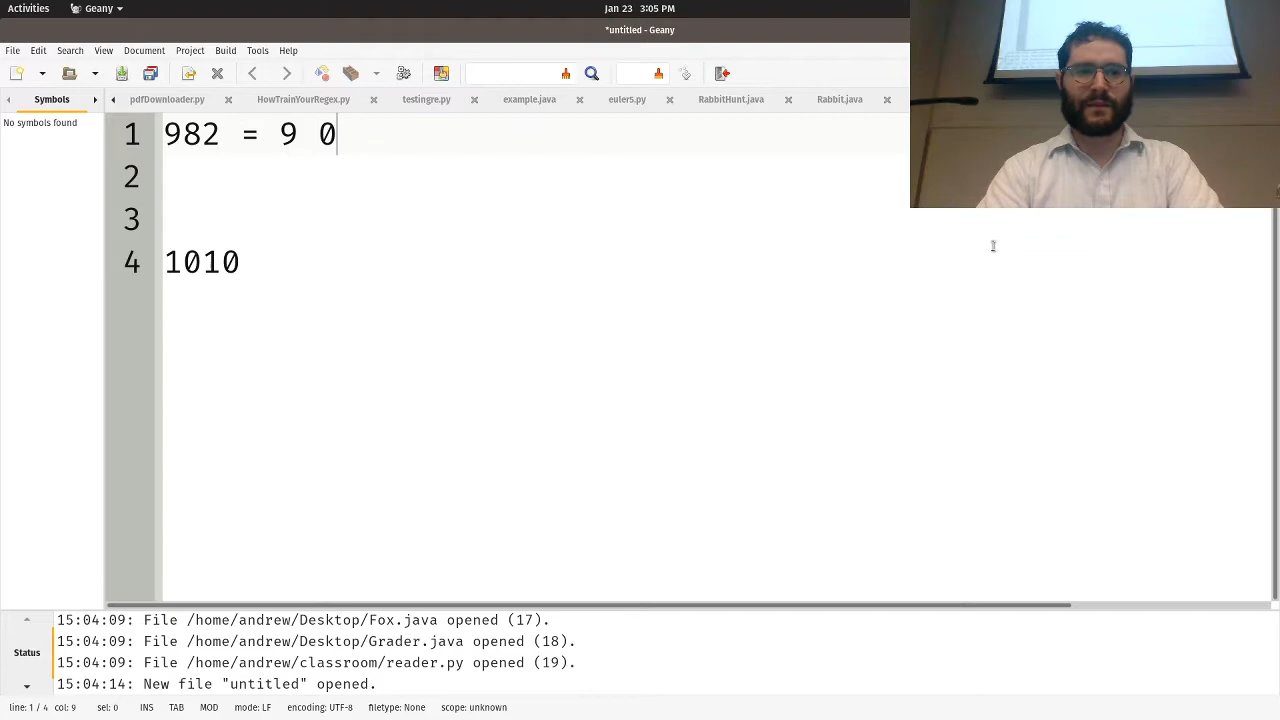 Activities Geany Jan 23 3:05 PM
*untitled - Geany
File Edit Search View Document Project Build Tools Help
Symbols pdfDownloader.py HowTrainYourRegex.py testingre.py example.java euler5.py RabbitHunt.java Rabbit.java
No symbols found
1 982 = 9 0
2
3
4 1010
15:04:09: File /home/andrew/Desktop/Fox.java opened (17).
15:04:09: File /home/andrew/Desktop/Grader.java opened (18).
Status
15:04:09: File /home/andrew/classroom/reader.py opened (19).
15:04:14: New file "untitled" opened.
line: 1 / 4 col: 9 sel: 0 INS TAB MOD mode: LF encoding: UTF-8 filetype: None scope: unknown